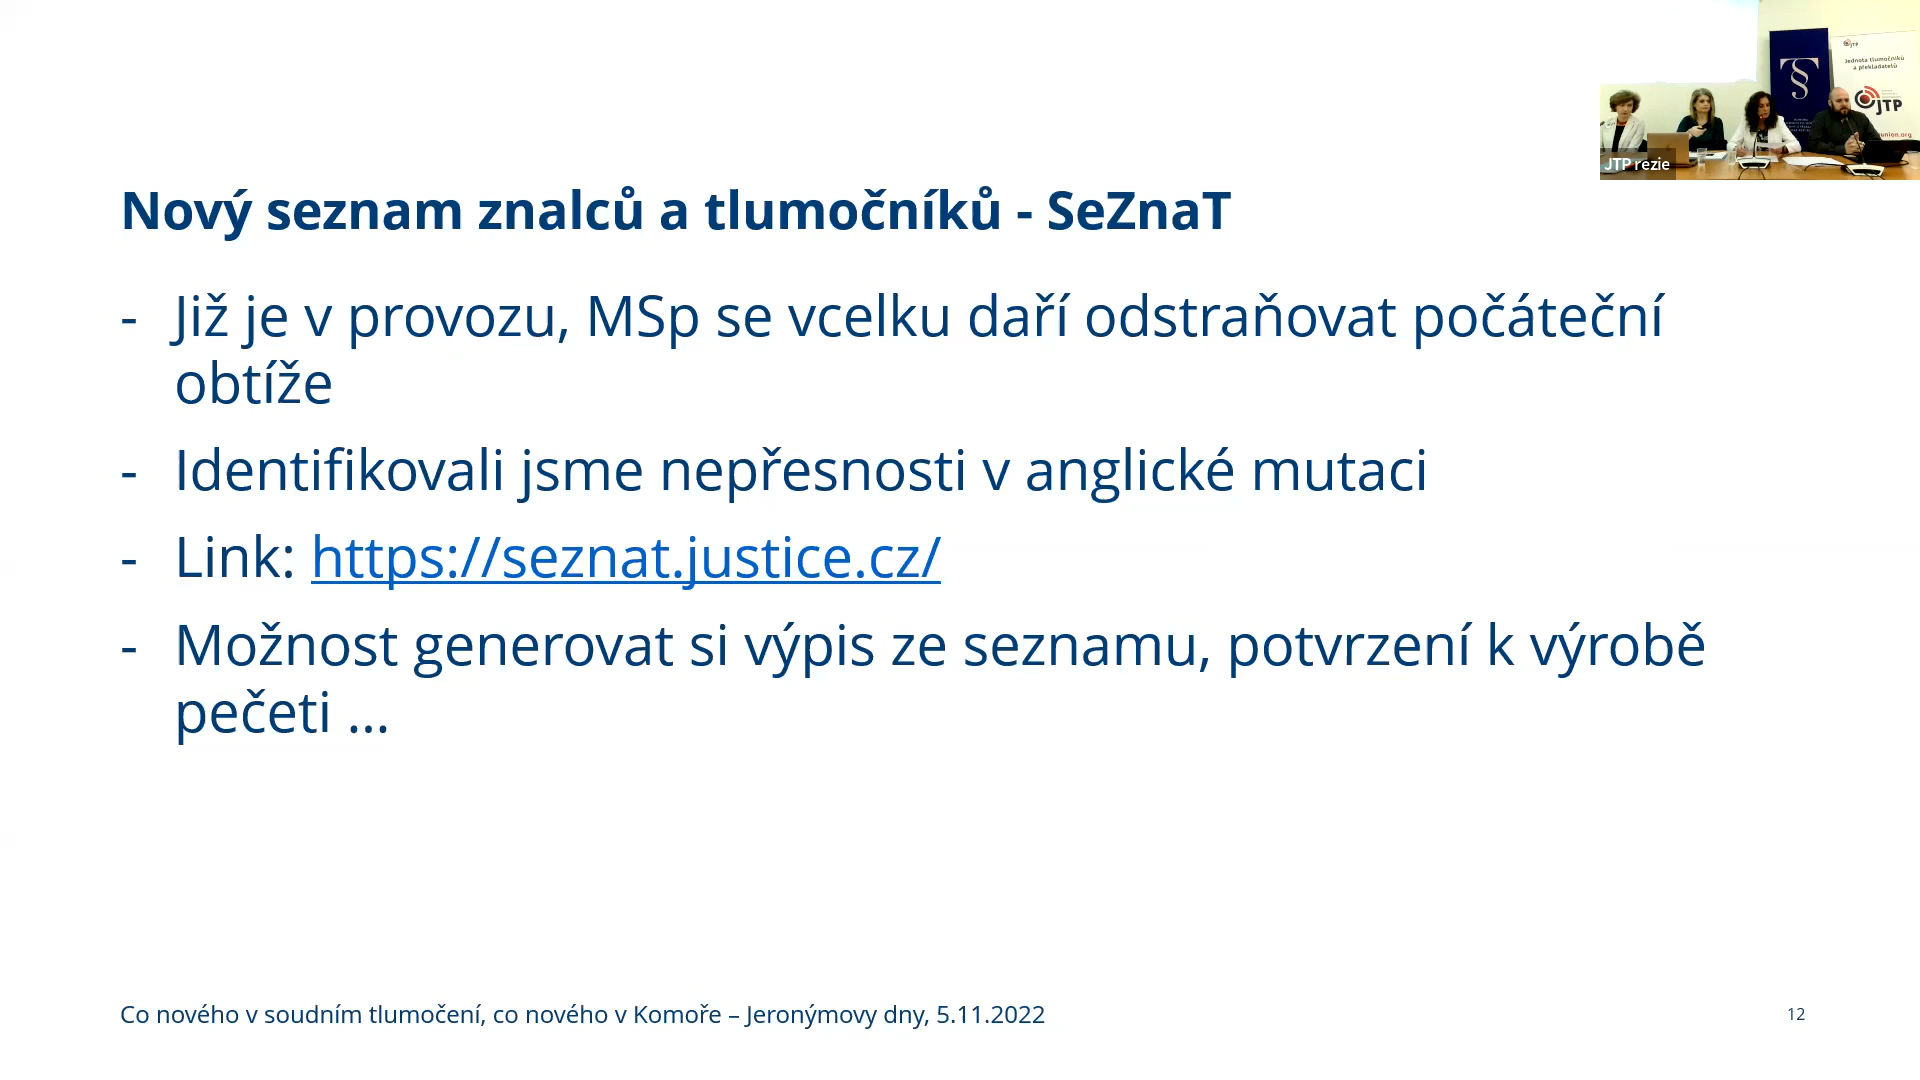 Jednota tlumočníků
a překladatelů
JTP
JTP rezie
Nový seznam znalců a tlumočníků - SeZnaT
- Již je v provozu, MSp se vcelku daří odstraňovat počáteční
obtíže
- Identifikovali jsme nepřesnosti v anglické mutaci
- Link: https://seznat.justice.cz/
- Možnost generovat si výpis ze seznamu, potvrzení k výrobě
pečeti ...
Co nového v soudním tlumočení, co nového v Komoře – Jeronýmovy dny, 5.11.2022
12